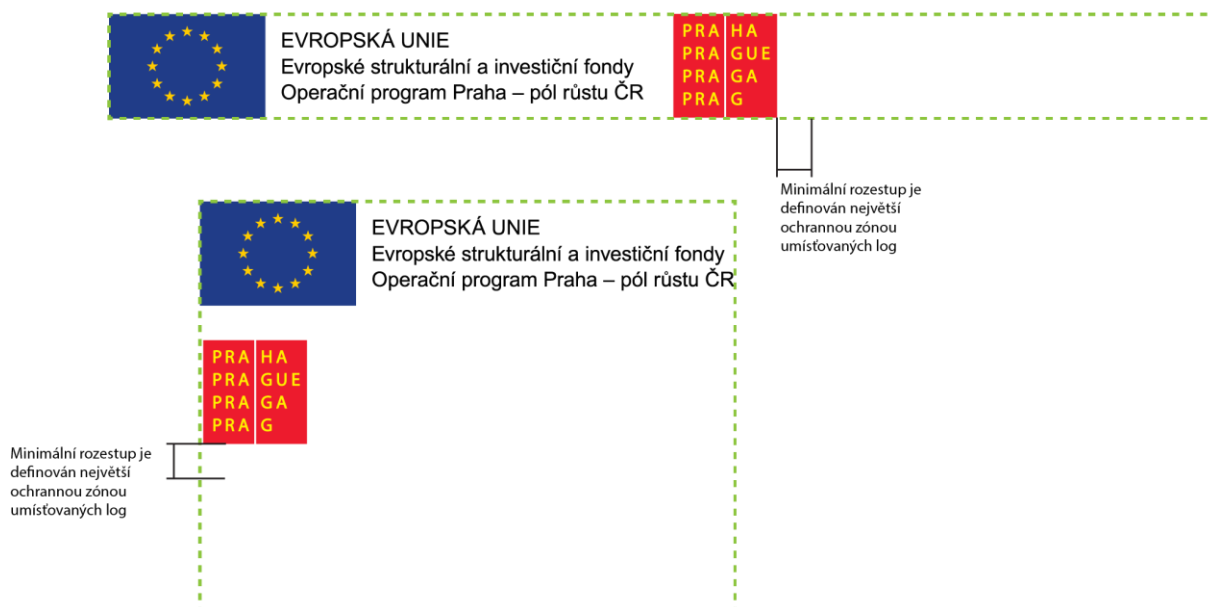 EVROPSKÁ UNIE
Evropské strukturální a investiční fondy
Operační program Praha – pól růstu ČR
PRA HA
PRA GUE
PRA GA
PRA G
Minimální rozestup je
definován největší
ochrannou zónou
umísťovaných log
EVROPSKÁ UNIE
Evropské strukturální a investiční fondy
Operační program Praha – pól růstu ČR
PRA HA
PRA GUE
PRA GA
PRA G
Minimální rozestup je
definován největší
ochrannou zónou
umísťovaných log